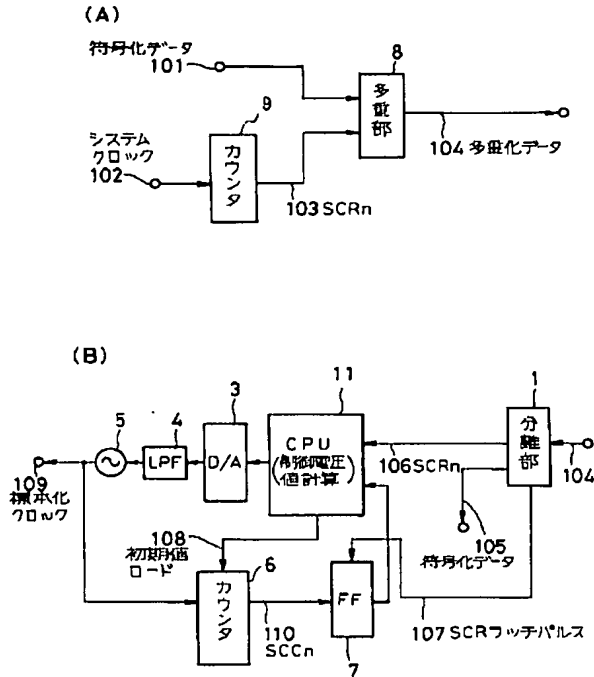 (A)
符号化データ
101
8
多重部
9
システム
クロック
102
カウンタ
104 多重化データ
103 SCRn
(B)
11
1
3
5
4
CPU
(制御電圧
値計算)
分離部
D/A
LPF
106 SCRn
104
109
標本化
クロック
108
初期値
ロード
6
105
符号化データ
カウンタ
FF
110
SCCn
107 SCRラッチパルス
7